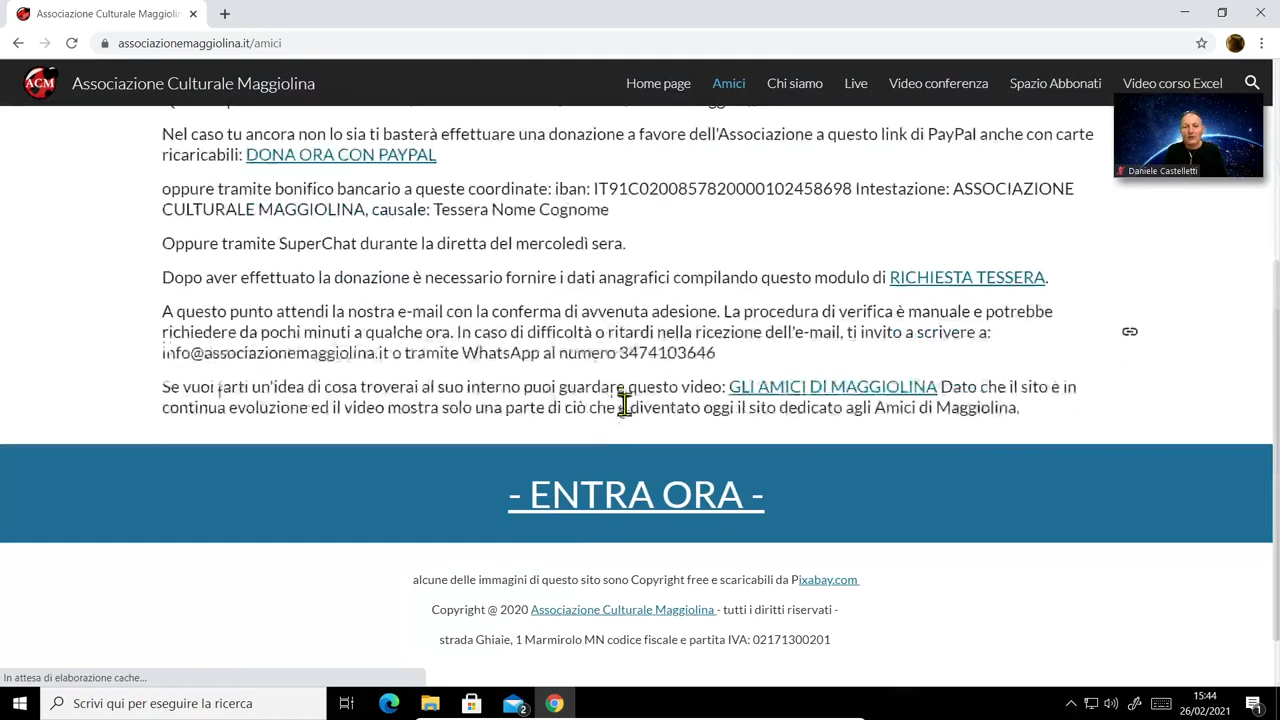 Associazione Culturale Maggiolin
associazionemaggiolina.it/amici
ACM
Associazione Culturale Maggiolina
Home page
Amici
Chi siamo
Live
Video conferenza
Spazio Abbonati
Video corso Excel
Nel caso tu ancora non lo sia ti basterà effettuare una donazione a favore dell'Associazione a questo link di PayPal anche con carte
ricaricabili: DONA ORA CON PAYPAL
Daniele Castelletti
oppure tramite bonifico bancario a queste coordinate: iban: IT91C0200857820000102458698 Intestazione: ASSOCIAZIONE
CULTURALE MAGGIOLINA, causale: Tessera Nome Cognome
Oppure tramite SuperChat durante la diretta del mercoledì sera.
Dopo aver effettuato la donazione è necessario fornire i dati anagrafici compilando questo modulo di RICHIESTA TESSERA.
A questo punto attendi la nostra e-mail con la conferma di avvenuta adesione. La procedura di verifica è manuale e potrebbe
richiedere da pochi minuti a qualche ora. In caso di difficoltà o ritardi nella ricezione dell'e-mail, ti invito a scrivere a:
info@associazionemaggiolina.it o tramite WhatsApp al numero 3474103646
Se vuoi farti un'idea di cosa troverai al suo interno puoi guardare questo video: GLI AMICI DI MAGGIOLINA Dato che il sito è in
continua evoluzione ed il video mostra solo una parte di ciò che è diventato oggi il sito dedicato agli Amici di Maggiolina.
- ENTRA ORA -
alcune delle immagini di questo sito sono Copyright free e scaricabili da Pixabay.com
Copyright @ 2020 Associazione Culturale Maggiolina - tutti i diritti riservati -
strada Ghiaie, 1 Marmirolo MN codice fiscale e partita IVA: 02171300201
In attesa di elaborazione cache...
Scrivi qui per eseguire la ricerca
2
15:44
26/02/2021
1